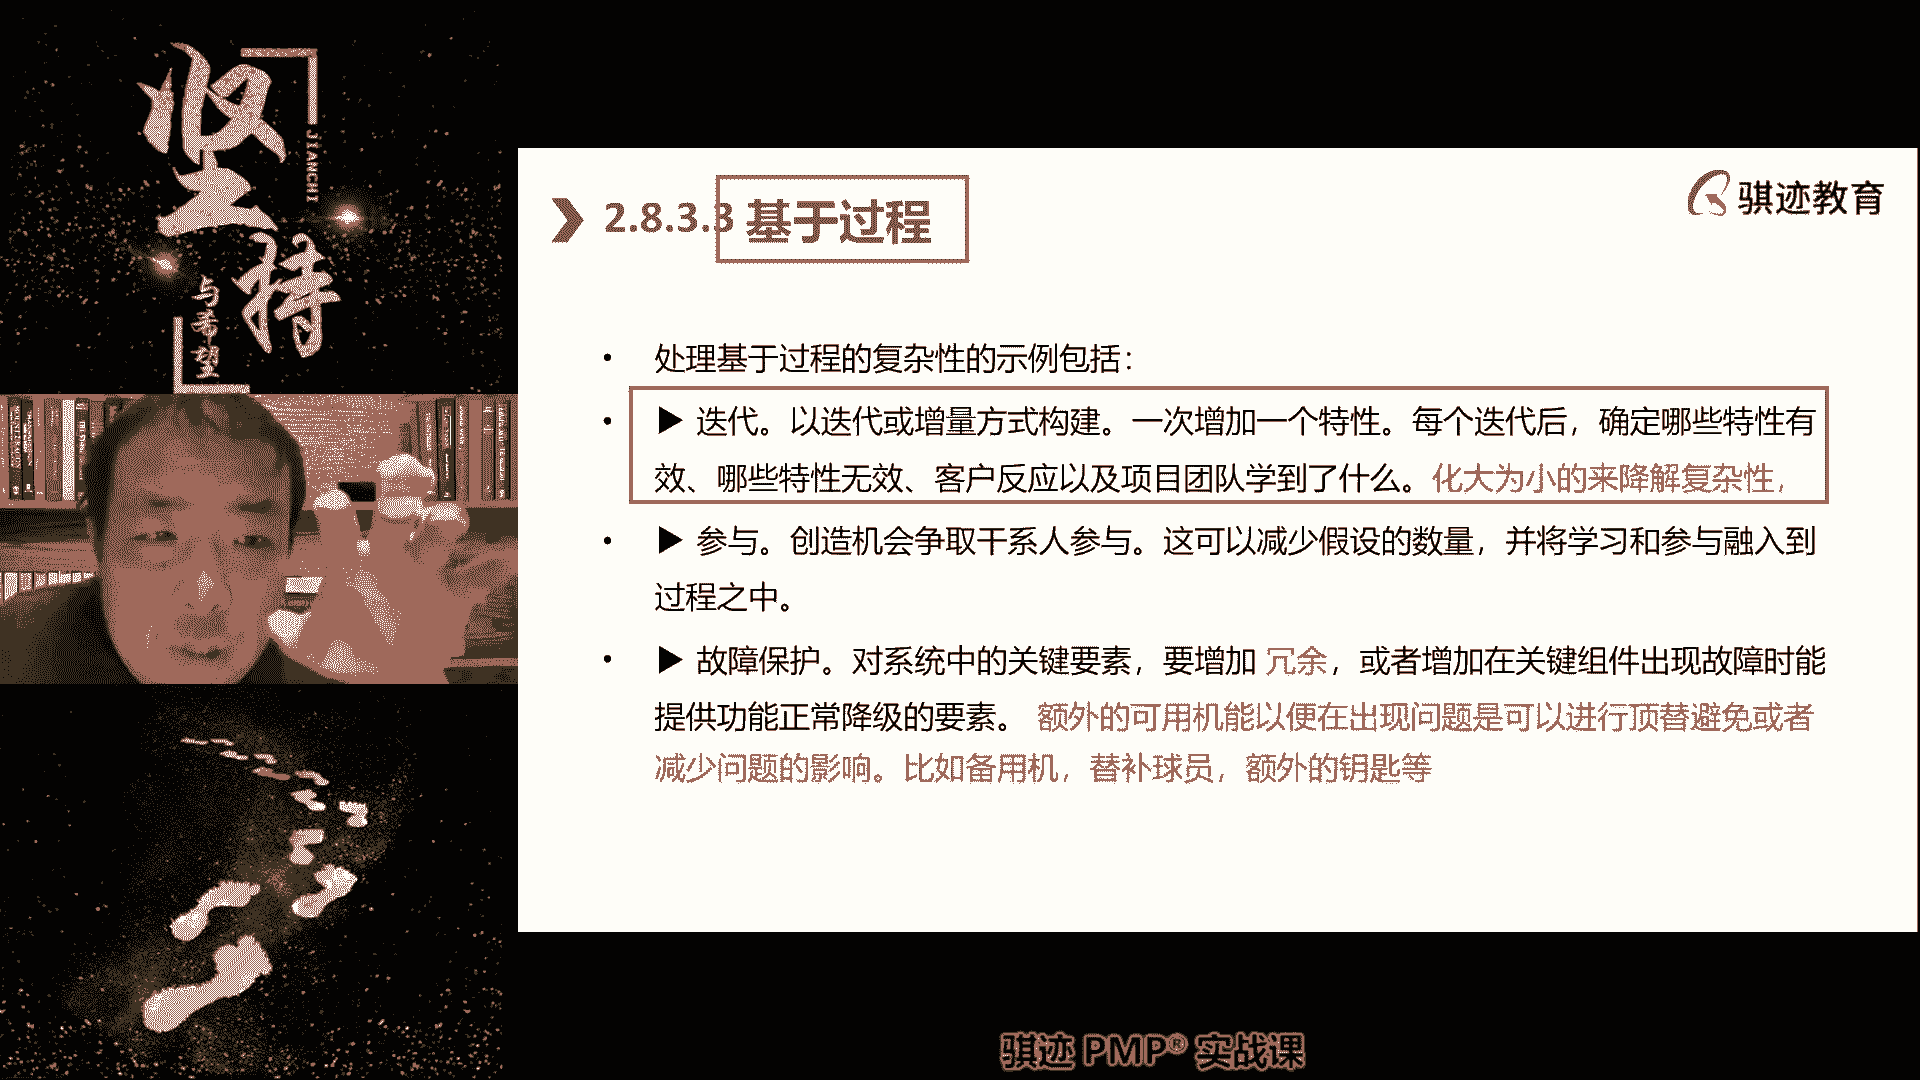 坚持
JIANCHI
与希望
2.8.3.3 基于过程
骐迹教育
• 处理基于过程的复杂性的示例包括：
• ▶ 迭代。以迭代或增量方式构建。一次增加一个特性。每个迭代后，确定哪些特性有
效、哪些特性无效、客户反应以及项目团队学到了什么。化大为小的来降解复杂性，
• ▶ 参与。创造机会争取干系人参与。这可以减少假设的数量，并将学习和参与融入到
过程之中。
• ▶ 故障保护。对系统中的关键要素，要增加 冗余，或者增加在关键组件出现故障时能
提供功能正常降级的要素。 额外的可用机能以便在出现问题是可以进行顶替避免或者
减少问题的影响。比如备用机，替补球员，额外的钥匙等
骐迹 PMP® 实战课